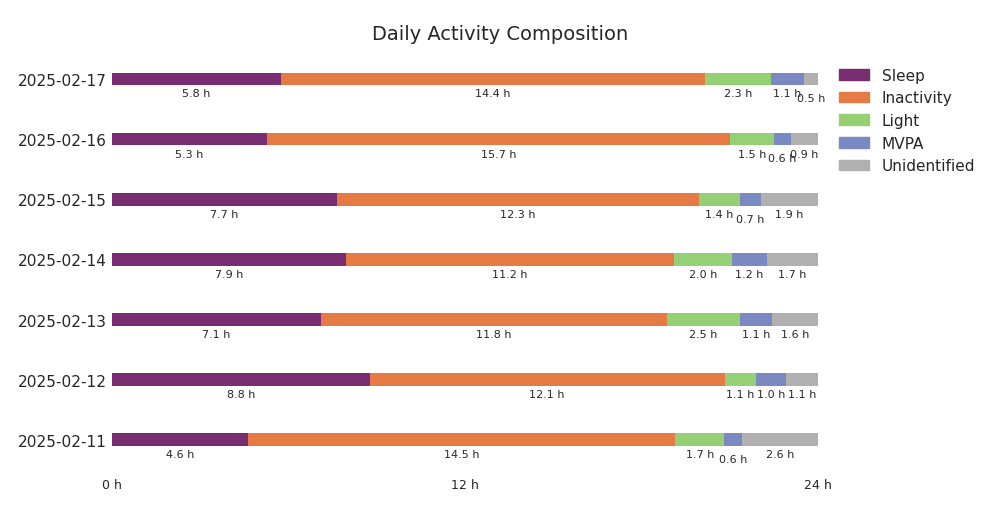 Daily Activity Composition
2025-02-17
5.8 h 14.4 h 2.3 h 1.1 h 0.5 h
2025-02-16
5.3 h 15.7 h 1.5 h 0.6 h 0.9 h
2025-02-15
7.7 h 12.3 h 1.4 h 0.7 h 1.9 h
2025-02-14
7.9 h 11.2 h 2.0 h 1.2 h 1.7 h
2025-02-13
7.1 h 11.8 h 2.5 h 1.1 h 1.6 h
2025-02-12
8.8 h 12.1 h 1.1 h 1.0 h 1.1 h
2025-02-11
4.6 h 14.5 h 1.7 h 0.6 h 2.6 h
0 h 12 h 24 h
Sleep
Inactivity
Light
MVPA
Unidentified